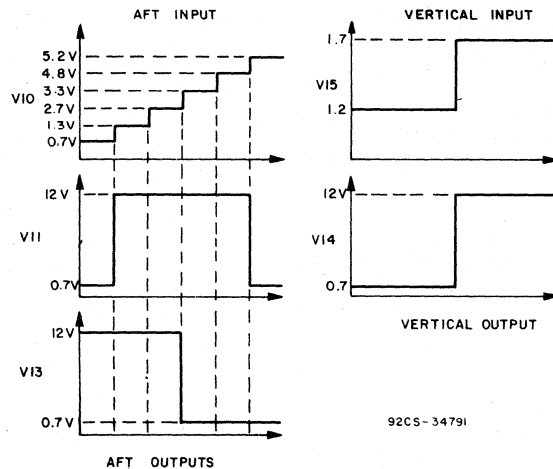 AFT INPUT
5.2V
4.8V
3.3V
2.7V
1.3V
0.7V
V10
12V
V11
0.7V
12V
V13
0.7V
AFT OUTPUTS
VERTICAL INPUT
1.7
V15
1.2
12V
V14
0.7
VERTICAL OUTPUT
92CS-34791